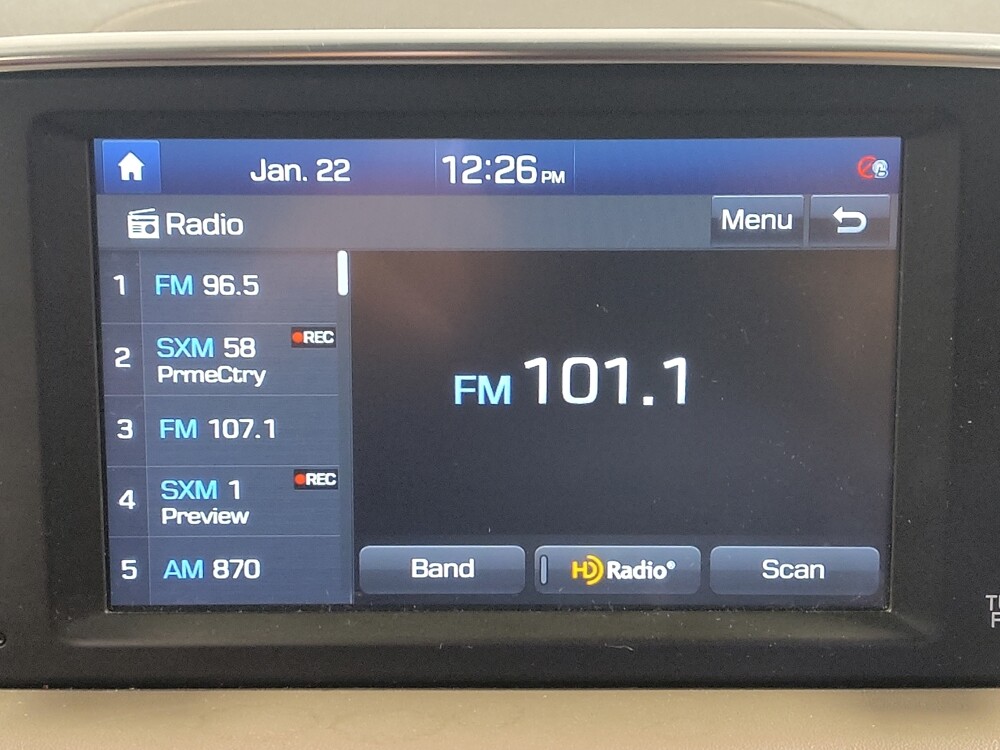 Jan. 22 12:26 PM
Radio Menu
1 FM 96.5
2 SXM 58 REC
PrmeCtry
FM 101.1
3 FM 107.1
4 SXM 1 REC
Preview
5 AM 870
Band HD Radio® Scan